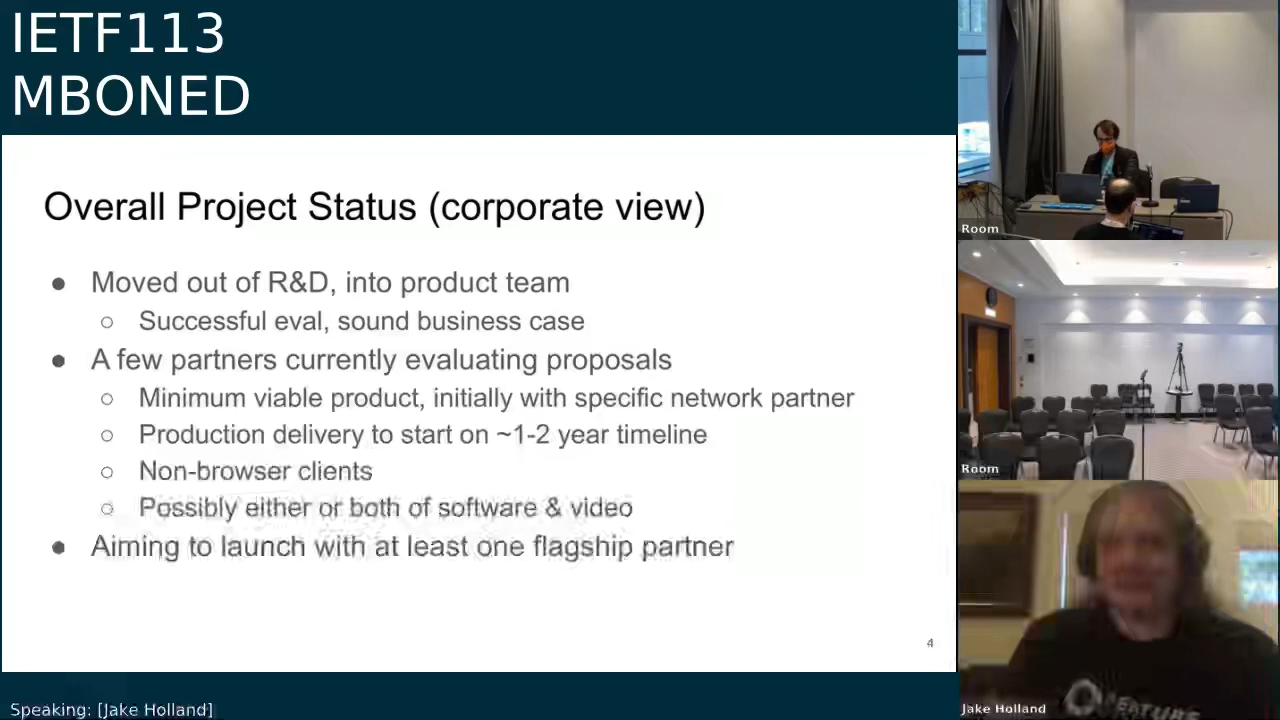 IETF113
MBONED
Overall Project Status (corporate view)
● Moved out of R&D, into product team
○ Successful eval, sound business case
● A few partners currently evaluating proposals
○ Minimum viable product, initially with specific network partner
○ Production delivery to start on ~1-2 year timeline
○ Non-browser clients
○ Possibly either or both of software & video
● Aiming to launch with at least one flagship partner
4
Speaking: [Jake Holland]
Room
Room
Jake Holland